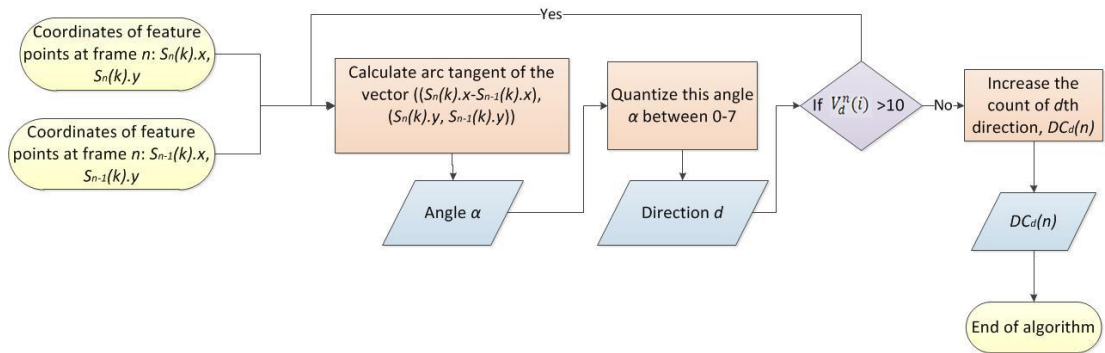 Yes
Coordinates of feature
points at frame n: Sn(k).x,
Sn(k).y
Coordinates of feature
points at frame n: Sn-1(k).x,
Sn-1(k).y
Calculate arc tangent of the
vector ((Sn(k).x-Sn-1(k).x),
(Sn(k).y, Sn-1(k).y))
Angle α
Quantize this angle
α between 0-7
Direction d
If V_d^n(i) >10
No
Increase the
count of dth
direction, DCd(n)
DCd(n)
End of algorithm